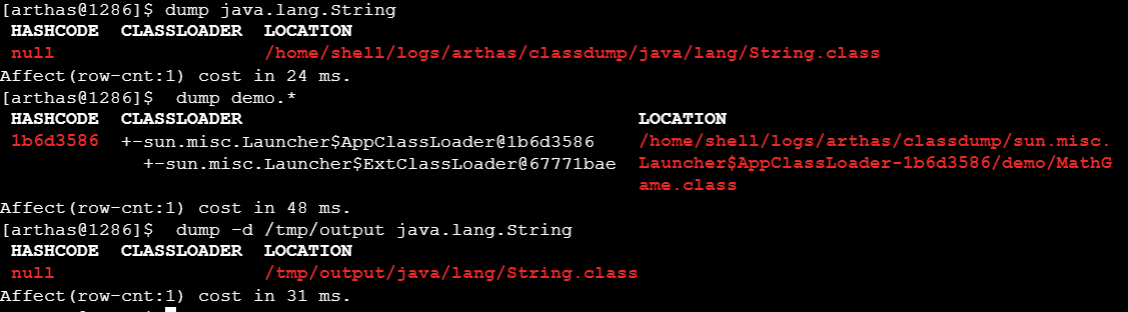 [arthas@1286]$ dump java.lang.String
HASHCODE CLASSLOADER LOCATION
null /home/shell/logs/arthas/classdump/java/lang/String.class
Affect(row-cnt:1) cost in 24 ms.
[arthas@1286]$ dump demo.*
HASHCODE CLASSLOADER LOCATION
1b6d3586 +-sun.misc.Launcher$AppClassLoader@1b6d3586 /home/shell/logs/arthas/classdump/sun.misc.
+-sun.misc.Launcher$ExtClassLoader@67771bae Launcher$AppClassLoader-1b6d3586/demo/MathG
ame.class
Affect(row-cnt:1) cost in 48 ms.
[arthas@1286]$ dump -d /tmp/output java.lang.String
HASHCODE CLASSLOADER LOCATION
null /tmp/output/java/lang/String.class
Affect(row-cnt:1) cost in 31 ms.